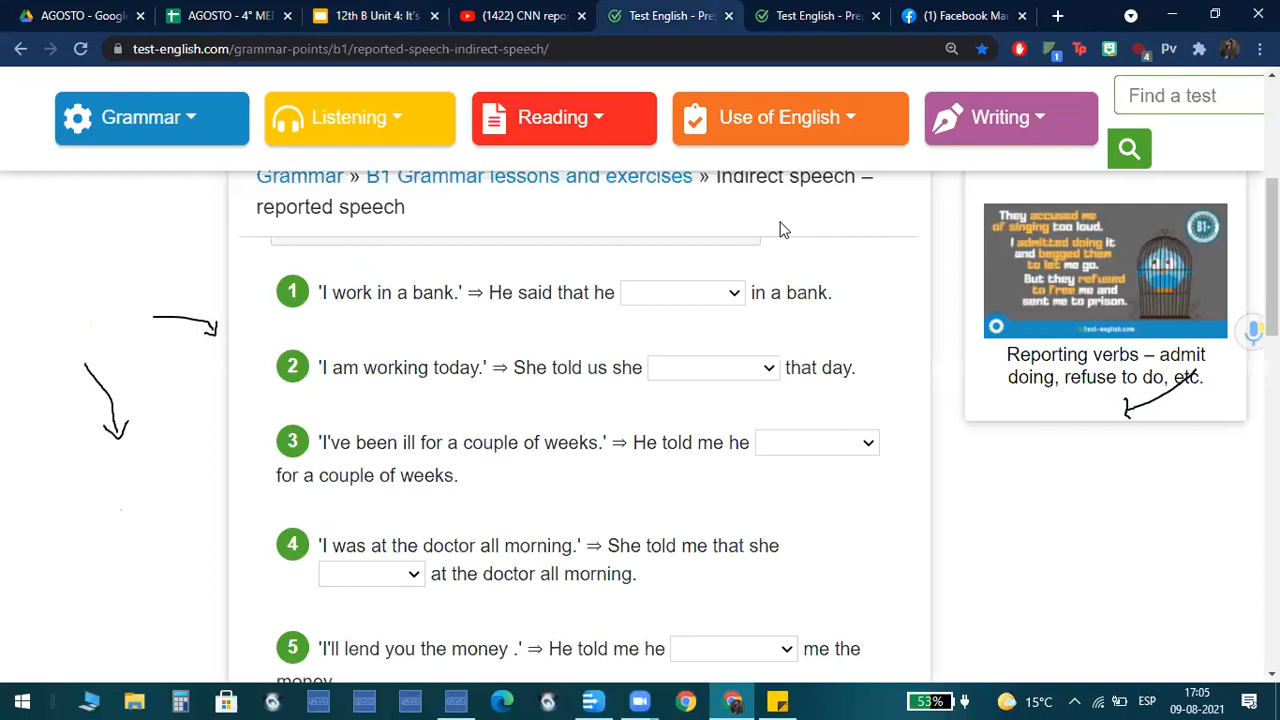 AGOSTO - Googl
AGOSTO - 4° MED
12th B Unit 4: It's
(1422) CNN repo
Test English - Pre
Test English - Pre
(1) Facebook Ma
test-english.com/grammar-points/b1/reported-speech-indirect-speech/
Grammar
Listening
Reading
Use of English
Writing
Find a test
Grammar » B1 Grammar lessons and exercises » Indirect speech –
reported speech
1 'I work in a bank.' ⇒ He said that he in a bank.
2 'I am working today.' ⇒ She told us she that day.
3 'I've been ill for a couple of weeks.' ⇒ He told me he
for a couple of weeks.
4 'I was at the doctor all morning.' ⇒ She told me that she
at the doctor all morning.
5 'I'll lend you the money .' ⇒ He told me he me the
money
They accused me
of singing too loud.
I admitted doing it
and begged them
to let me go.
But they refused
to free me and
sent me to prison.
B1+
test-english.com
Reporting verbs – admit
doing, refuse to do, etc.
53%
15°C
ESP
17:05
09-08-2021